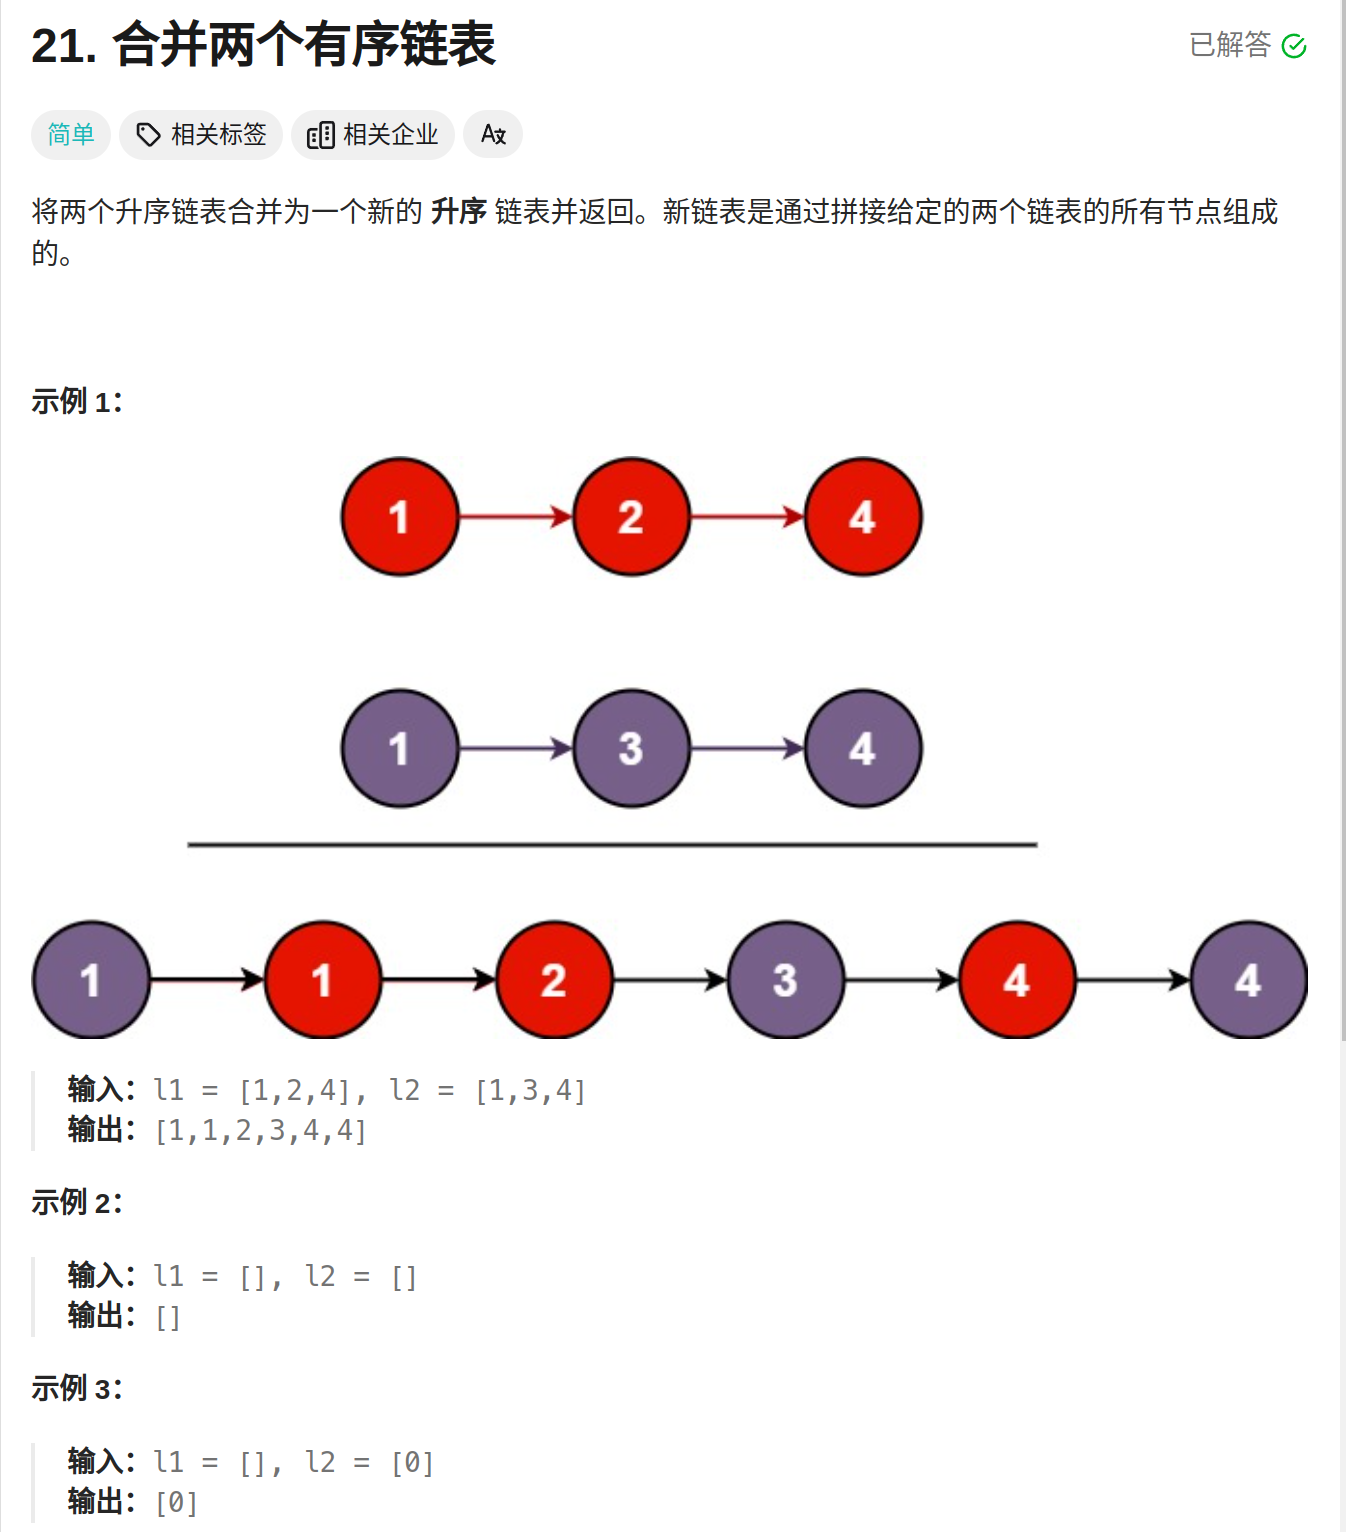 21. 合并两个有序链表
已解答
简单 相关标签 相关企业 A文
将两个升序链表合并为一个新的 升序 链表并返回。新链表是通过拼接给定的两个链表的所有节点组成
的。
示例 1：
1 2 4
1 3 4
1 1 2 3 4 4
输入：l1 = [1,2,4], l2 = [1,3,4]
输出：[1,1,2,3,4,4]
示例 2：
输入：l1 = [], l2 = []
输出：[]
示例 3：
输入：l1 = [], l2 = [0]
输出：[0]